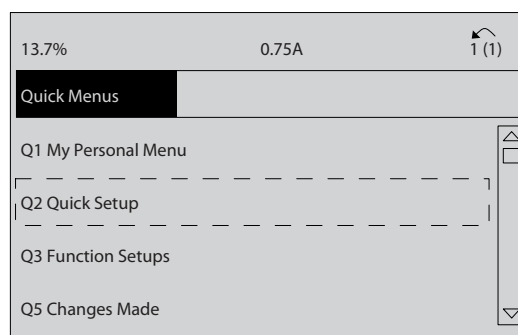 13.7% 0.75A 1 (1)
Quick Menus
Q1 My Personal Menu
Q2 Quick Setup
Q3 Function Setups
Q5 Changes Made